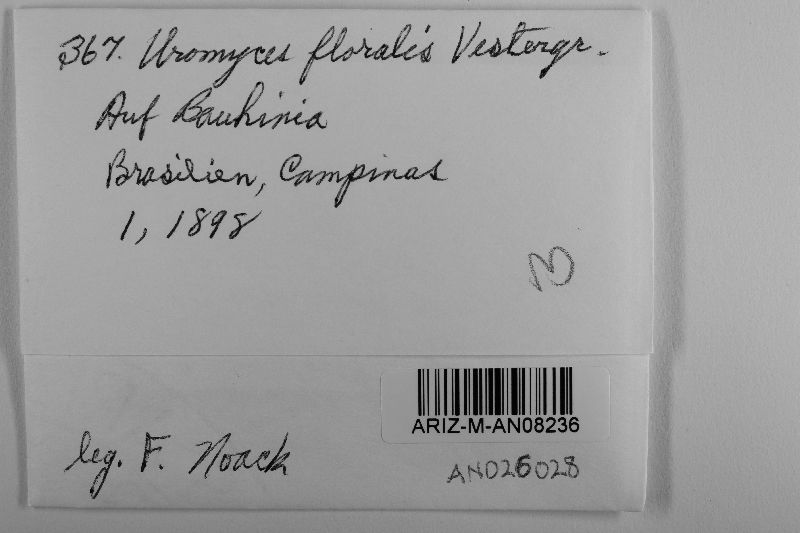 367. Uromyces floralis Vestergr.
Auf Bauhinia
Brasilien, Campinas
1, 1898
B
ARIZ-M-AN08236
leg. F. Noack
AN026028